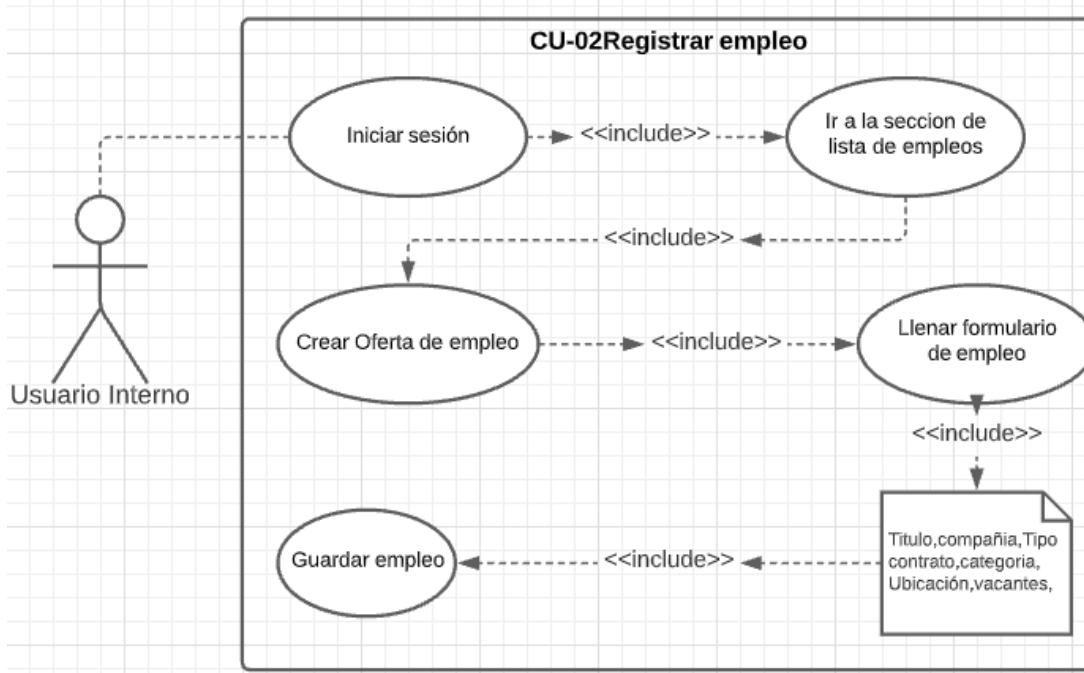 CU-02Registrar empleo
Iniciar sesión
<<include>>
Ir a la seccion de
lista de empleos
<<include>>
Crear Oferta de empleo
<<include>>
Llenar formulario
de empleo
Usuario Interno
<<include>>
Titulo,compañia,Tipo
contrato,categoria,
Ubicación,vacantes,
<<include>>
Guardar empleo